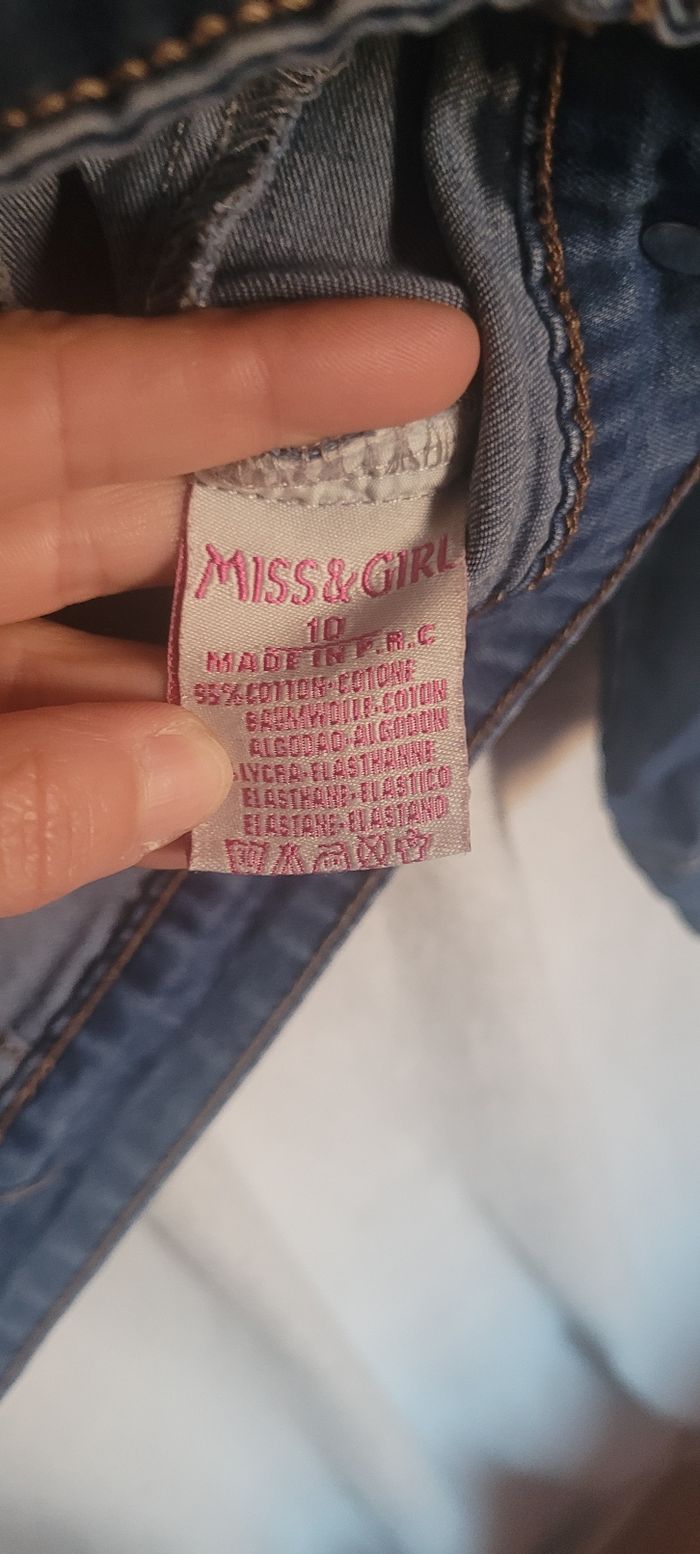 MISS&GIRL
10
MADE IN P.R.C
95%COTTON-COTONE
BAUMWOLLE-COTON
ALGODAO-ALGODON
LYCRA-ELASTHANNE
ELASTHANE-ELASTICO
ELASTANE-ELASTANO